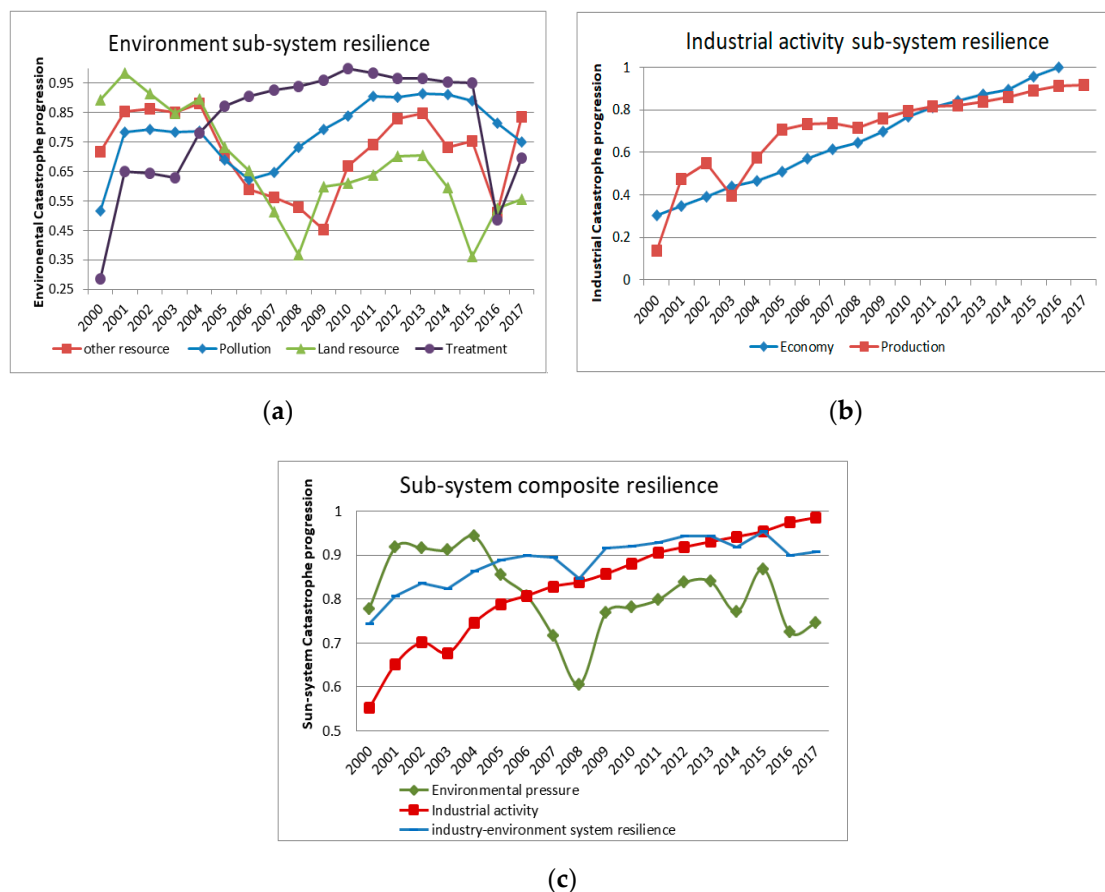 Environment sub-system resilience
Environonmental Catastrophe progression
0.95
0.85
0.75
0.65
0.55
0.45
0.35
0.25
2000 2001 2002 2003 2004 2005 2006 2007 2008 2009 2010 2011 2012 2013 2014 2015 2016 2017
other resource Pollution Land resource Treatment
(a)
Industrial activity sub-system resilience
Industrial Catastrophe progression
1
0.8
0.6
0.4
0.2
0
2000 2001 2002 2003 2004 2005 2006 2007 2008 2009 2010 2011 2012 2013 2014 2015 2016 2017
Economy Production
(b)
Sub-system composite resilience
Sun-system Catastrophe progression
1
0.9
0.8
0.7
0.6
0.5
2000 2001 2002 2003 2004 2005 2006 2007 2008 2009 2010 2011 2012 2013 2014 2015 2016 2017
Environmental pressure
Industrial activity
industry-environment system resilience
(c)